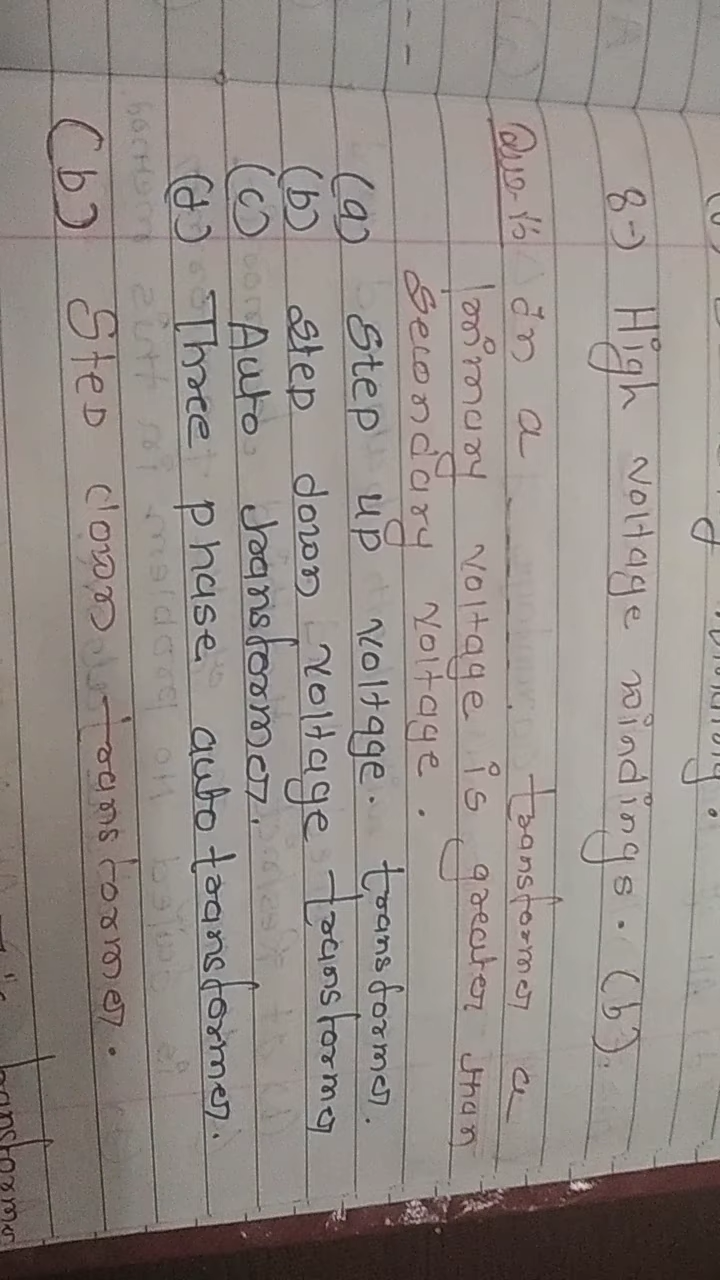 8→) High voltage windings. (b).
Que-15 in a ------ transformer a
primary voltage is greater than
Secondary voltage.
(a) Step up voltage. transformer.
(b) Step down voltage transformer
(c) Auto transformer.
(d) Three phase auto transformer.
(b) Step down transformer.
transformer